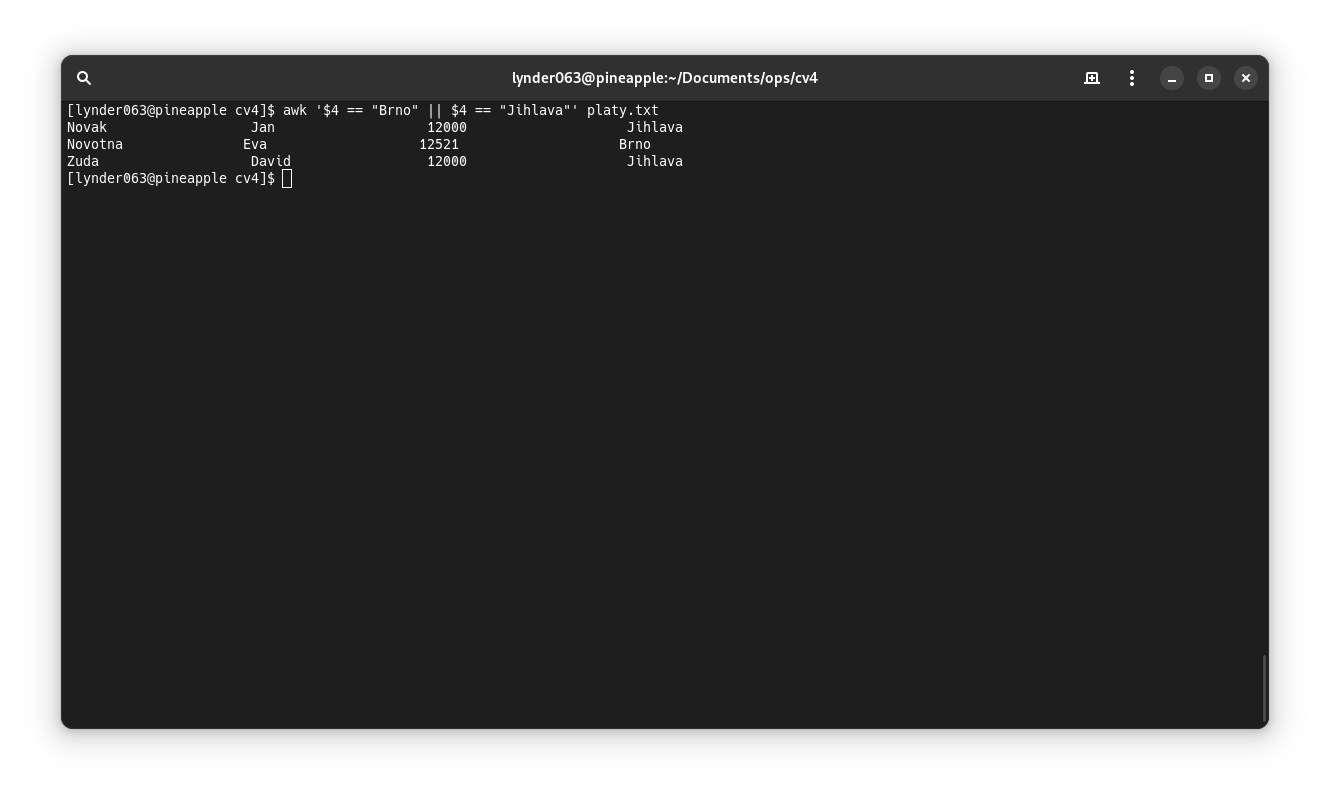 lynder063@pineapple:~/Documents/ops/cv4
[lynder063@pineapple cv4]$ awk '$4 == "Brno" || $4 == "Jihlava"' platy.txt
Novak                  Jan                   12000                    Jihlava
Novotna               Eva                   12521                    Brno
Zuda                   David                 12000                    Jihlava
[lynder063@pineapple cv4]$